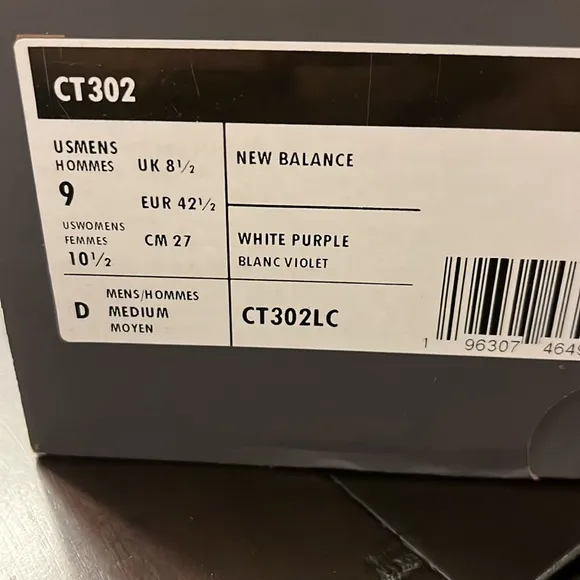 CT302
USMENS
HOMMES
9
UK 8½
EUR 42½
USWOMENS
FEMMES
10½
CM 27
D
MENS/HOMMES
MEDIUM
MOYEN
NEW BALANCE
WHITE PURPLE
BLANC VIOLET
CT302LC
1 96307 464